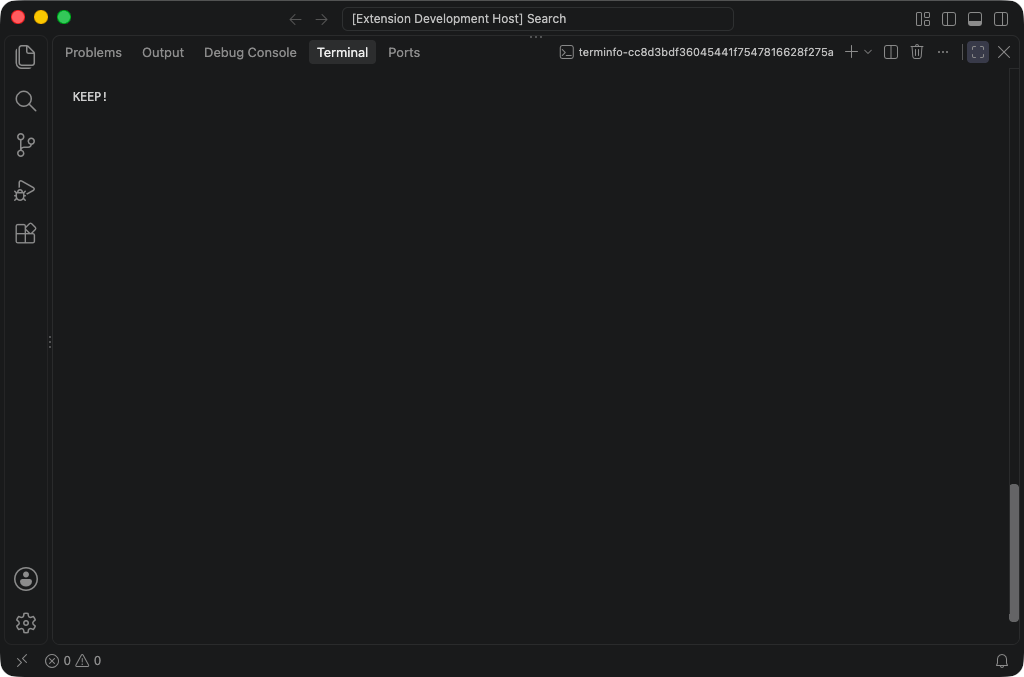 [Extension Development Host] Search
Problems Output Debug Console Terminal Ports terminfo-cc8d3bdf36045441f7547816628f275a
KEEP!
0 0